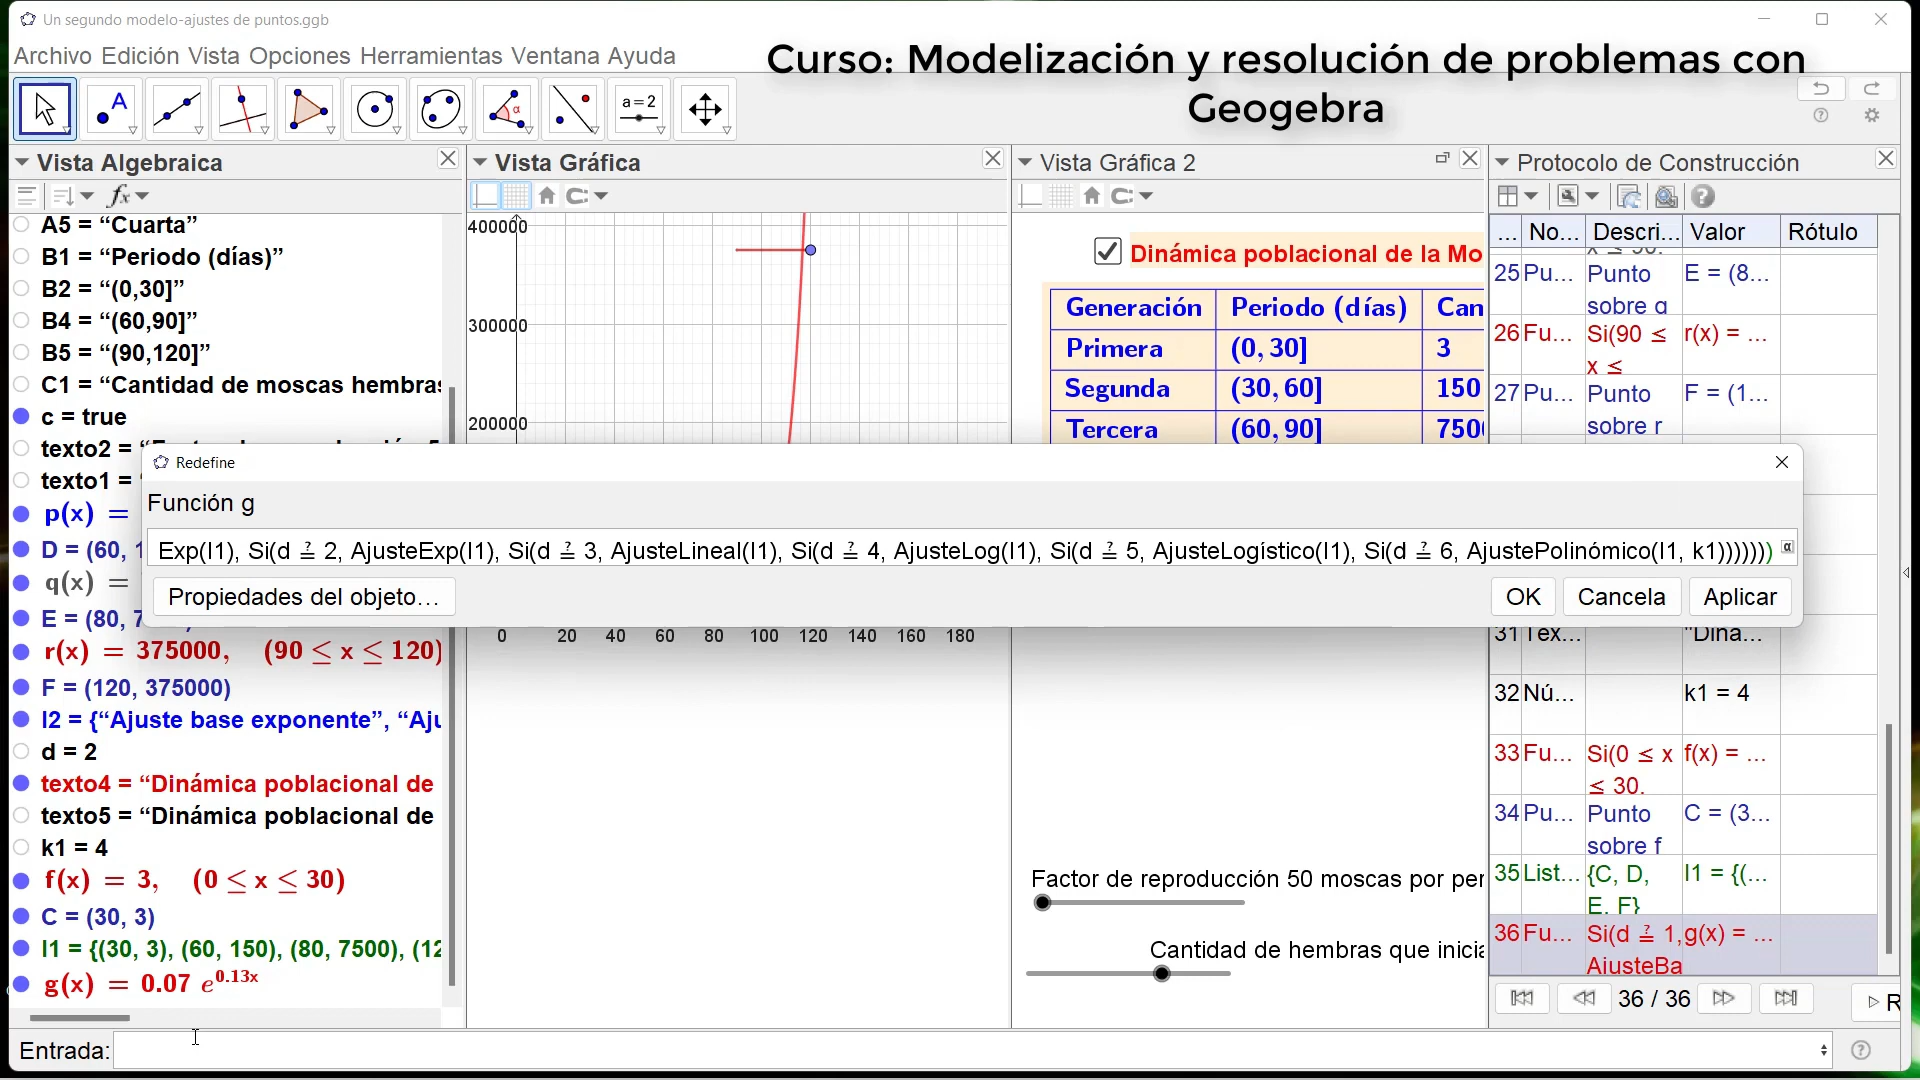 Un segundo modelo-ajustes de puntos.ggb
Archivo Edición Vista Opciones Herramientas Ventana Ayuda
Curso: Modelización y resolución de problemas con
Geogebra
A
α
a=2
Vista Algebraica
Vista Gráfica
Vista Gráfica 2
Protocolo de Construcción
fx
A5 = “Cuarta”
B1 = “Periodo (días)”
B2 = “(0,30]”
B4 = “(60,90]”
B5 = “(90,120]”
C1 = “Cantidad de moscas hembras
c = true
texto2 =
texto1 =
p(x) =
D = (60, 1
q(x) =
E = (80, 7
r(x) = 375000, (90 ≤ x ≤ 120)
F = (120, 375000)
l2 = {“Ajuste base exponente”, “Aju
d = 2
texto4 = “Dinámica poblacional de
texto5 = “Dinámica poblacional de
k1 = 4
f(x) = 3, (0 ≤ x ≤ 30)
C = (30, 3)
l1 = {(30, 3), (60, 150), (80, 7500), (12
g(x) = 0.07 e^0.13x
400000
300000
200000
0 20 40 60 80 100 120 140 160 180
Dinámica poblacional de la Mo
Generación Periodo (días) Can
Primera (0, 30] 3
Segunda (30, 60] 150
Tercera (60, 90] 7500
Factor de reproducción 50 moscas por per
Cantidad de hembras que inicia
Redefine
Función g
Exp(l1), Si(d ≟ 2, AjusteExp(l1), Si(d ≟ 3, AjusteLineal(l1), Si(d ≟ 4, AjusteLog(l1), Si(d ≟ 5, AjusteLogístico(l1), Si(d ≟ 6, AjustePolinómico(l1, k1)))))))
α
Propiedades del objeto…
OK Cancela Aplicar
... No... Descri... Valor Rótulo
25 Pu... Punto sobre q E = (8...
26 Fu... Si(90 ≤ x ≤ r(x) = ...
27 Pu... Punto sobre r F = (1...
31 Tex... "Diná...
32 Nú... k1 = 4
33 Fu... Si(0 ≤ x ≤ 30, f(x) = ...
34 Pu... Punto sobre f C = (3...
35 List... {C, D, E, F} l1 = {(...
36 Fu... Si(d ≟ 1, AjusteBa g(x) = ...
36 / 36
R
Entrada: